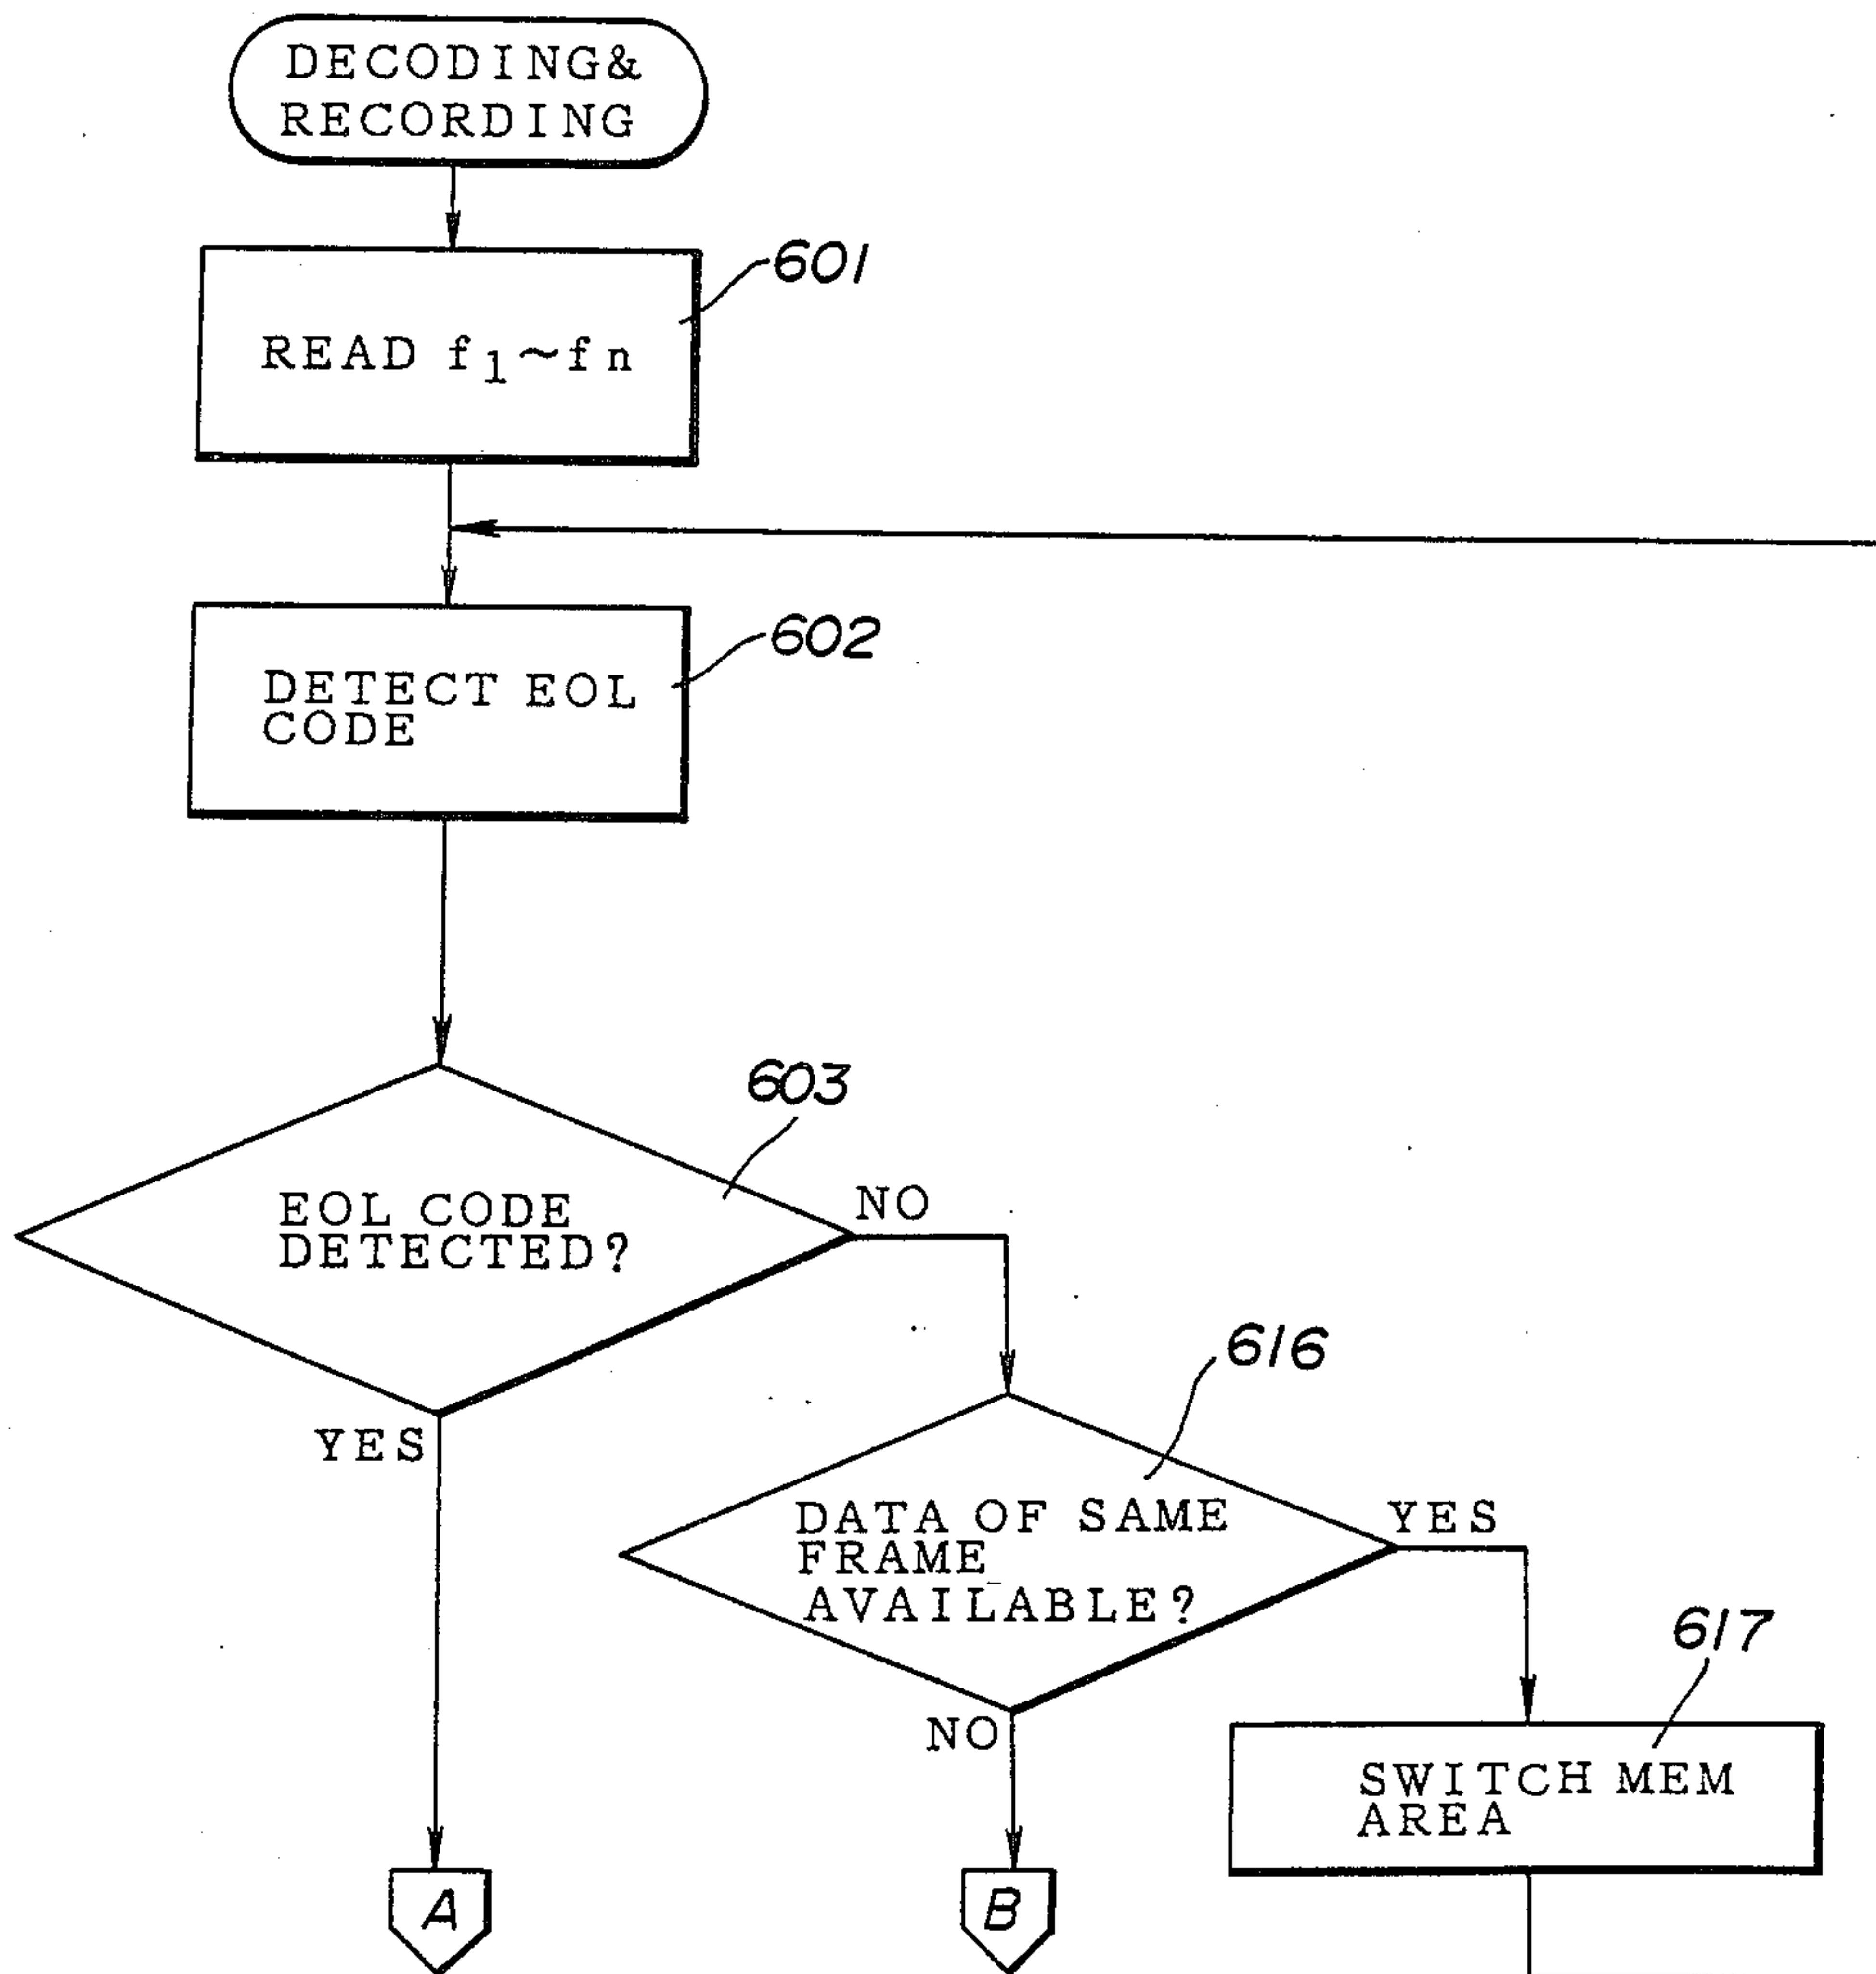 DECODING&
RECORDING
601
READ f1~fn
602
DETECT EOL
CODE
603
EOL CODE
DETECTED?
NO
YES
616
DATA OF SAME
FRAME
AVAILABLE?
YES
NO
617
SWITCH MEM
AREA
A
B